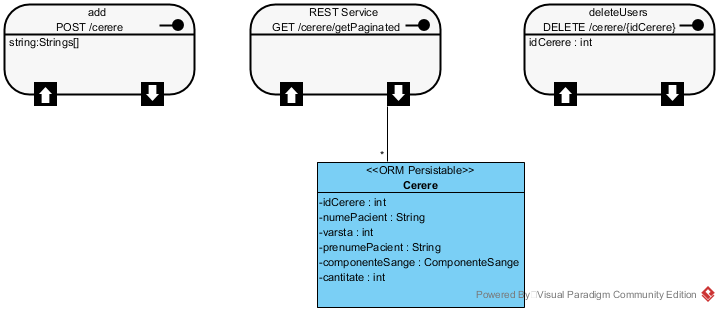 add
POST /cerere
string:Strings[]
REST Service
GET /cerere/getPaginated
deleteUsers
DELETE /cerere/{idCerere}
idCerere : int
*
<<ORM Persistable>>
Cerere
-idCerere : int
-numePacient : String
-varsta : int
-prenumePacient : String
-componenteSange : ComponenteSange
-cantitate : int
Powered By Visual Paradigm Community Edition